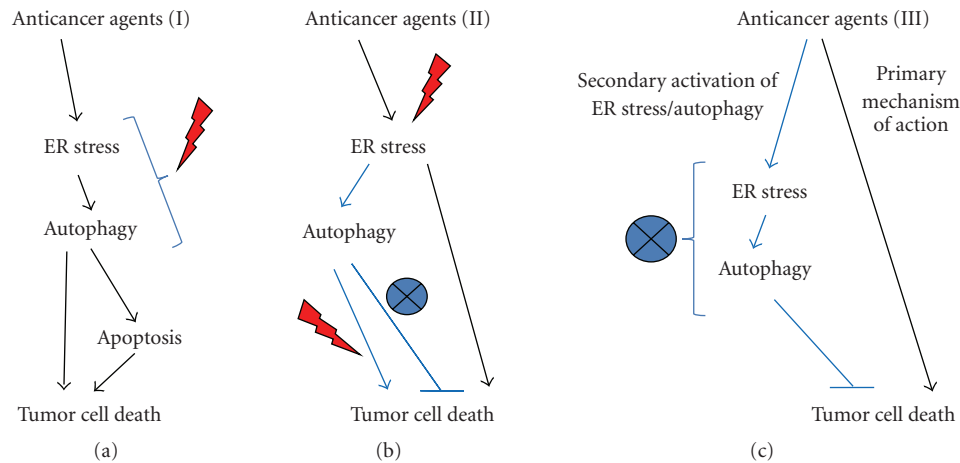 Anticancer agents (I)
ER stress
Autophagy
Apoptosis
Tumor cell death
(a)
Anticancer agents (II)
ER stress
Autophagy
Tumor cell death
(b)
Anticancer agents (III)
Secondary activation of
ER stress/autophagy
Primary
mechanism
of action
ER stress
Autophagy
Tumor cell death
(c)